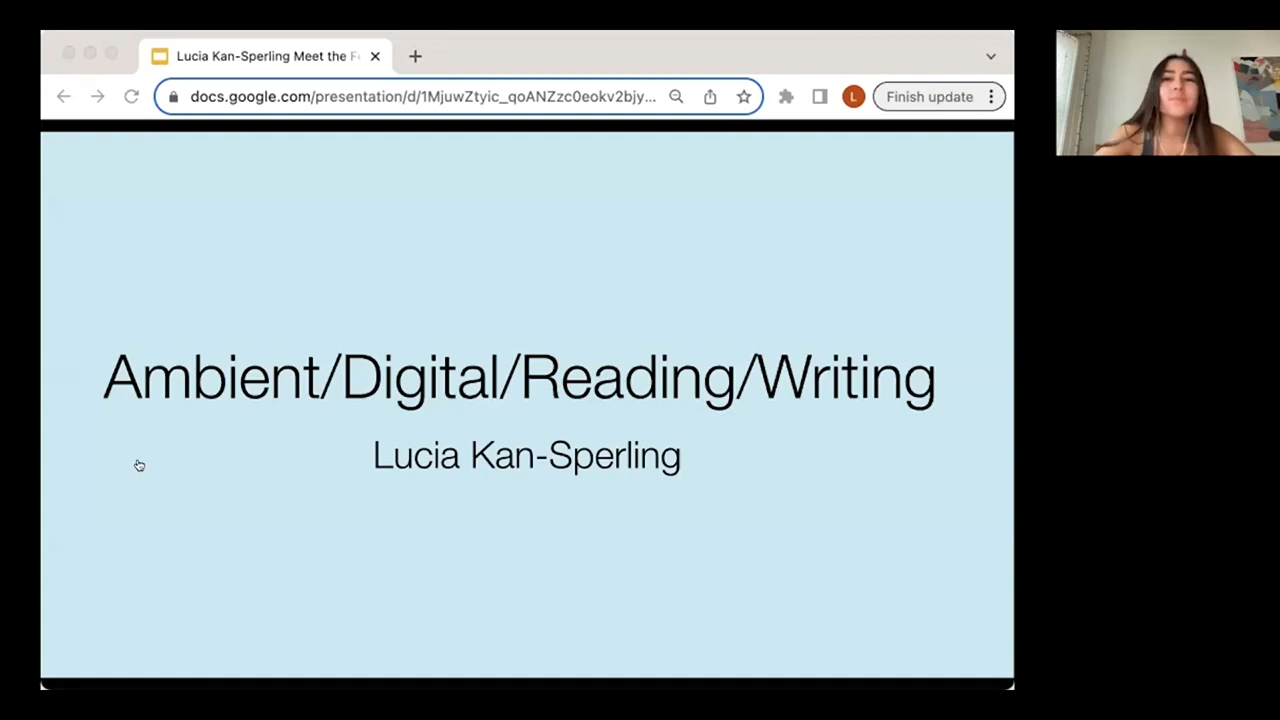 Lucia Kan-Sperling Meet the F
docs.google.com/presentation/d/1MjuwZtyic_qoANZzc0eokv2bjy...
L
Finish update
Ambient/Digital/Reading/Writing
Lucia Kan-Sperling